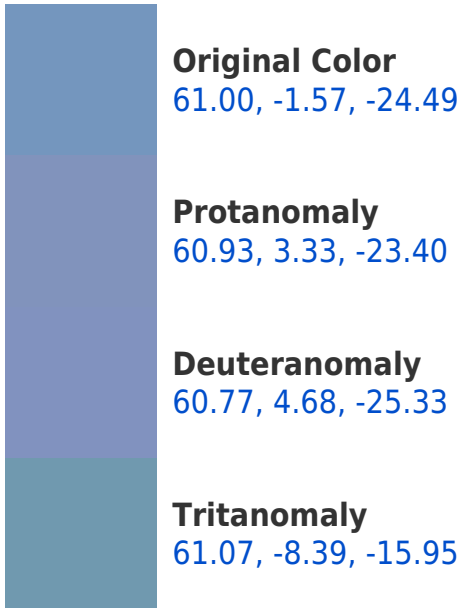 Original Color
61.00, -1.57, -24.49
Protanomaly
60.93, 3.33, -23.40
Deuteranomaly
60.77, 4.68, -25.33
Tritanomaly
61.07, -8.39, -15.95